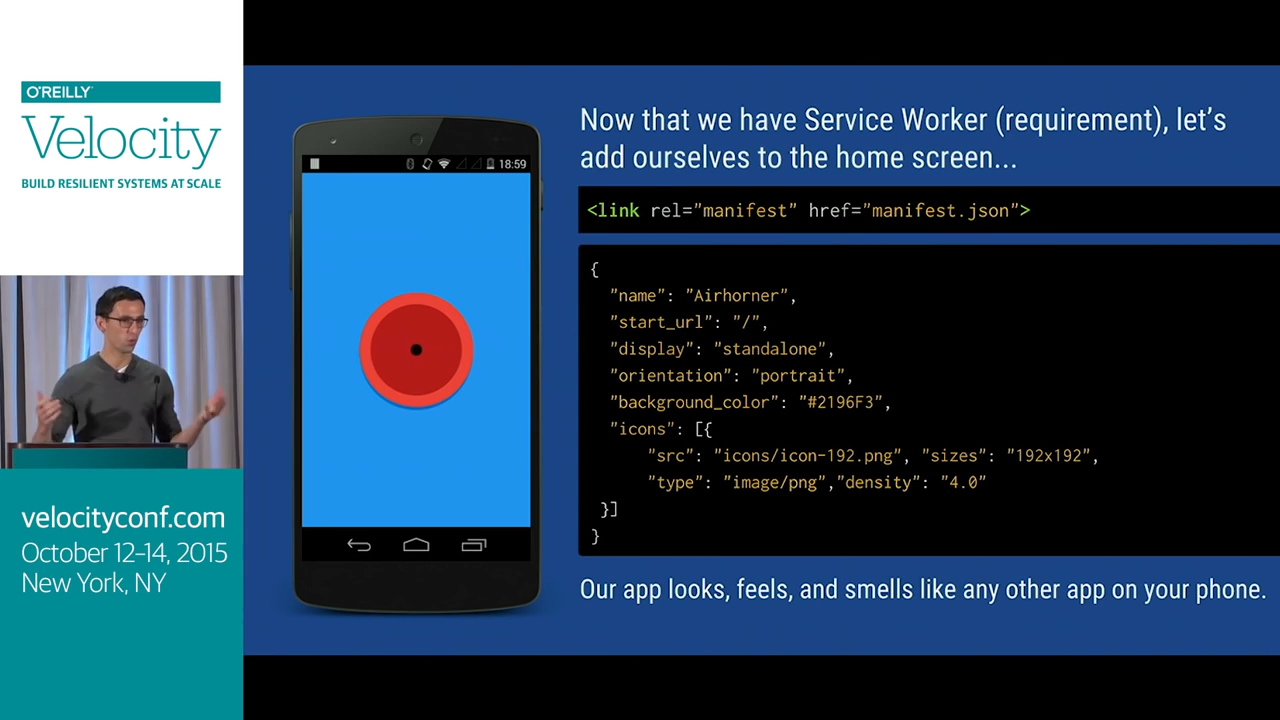 O'REILLY
Velocity
BUILD RESILIENT SYSTEMS AT SCALE
velocityconf.com
October 12–14, 2015
New York, NY
18:59
Now that we have Service Worker (requirement), let's
add ourselves to the home screen...
<link rel="manifest" href="manifest.json">
{
"name": "Airhorner",
"start_url": "/",
"display": "standalone",
"orientation": "portrait",
"background_color": "#2196F3",
"icons": [{
"src": "icons/icon-192.png", "sizes": "192x192",
"type": "image/png","density": "4.0"
}]
}
Our app looks, feels, and smells like any other app on your phone.